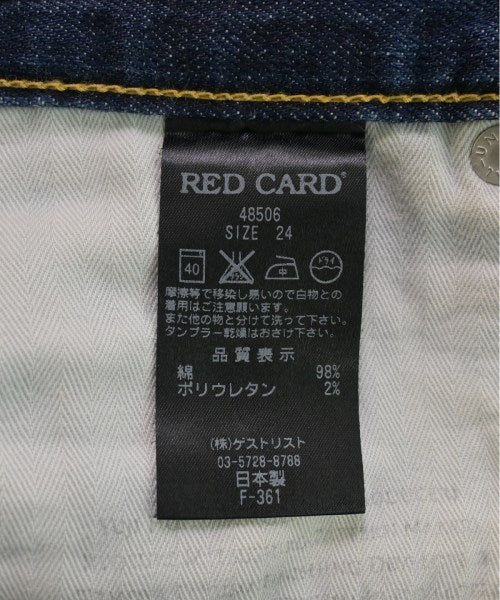 RED CARD®
48506
SIZE 24
40 ドライ
摩擦等で移染し易いので白物との
着用はご注意願います。
また他の物と分けて洗って下さい。
タンブラー乾燥はおさけ下さい。
品質表示
綿 98%
ポリウレタン 2%
(株)ゲストリスト
03-5728-8788
日本製
F-361